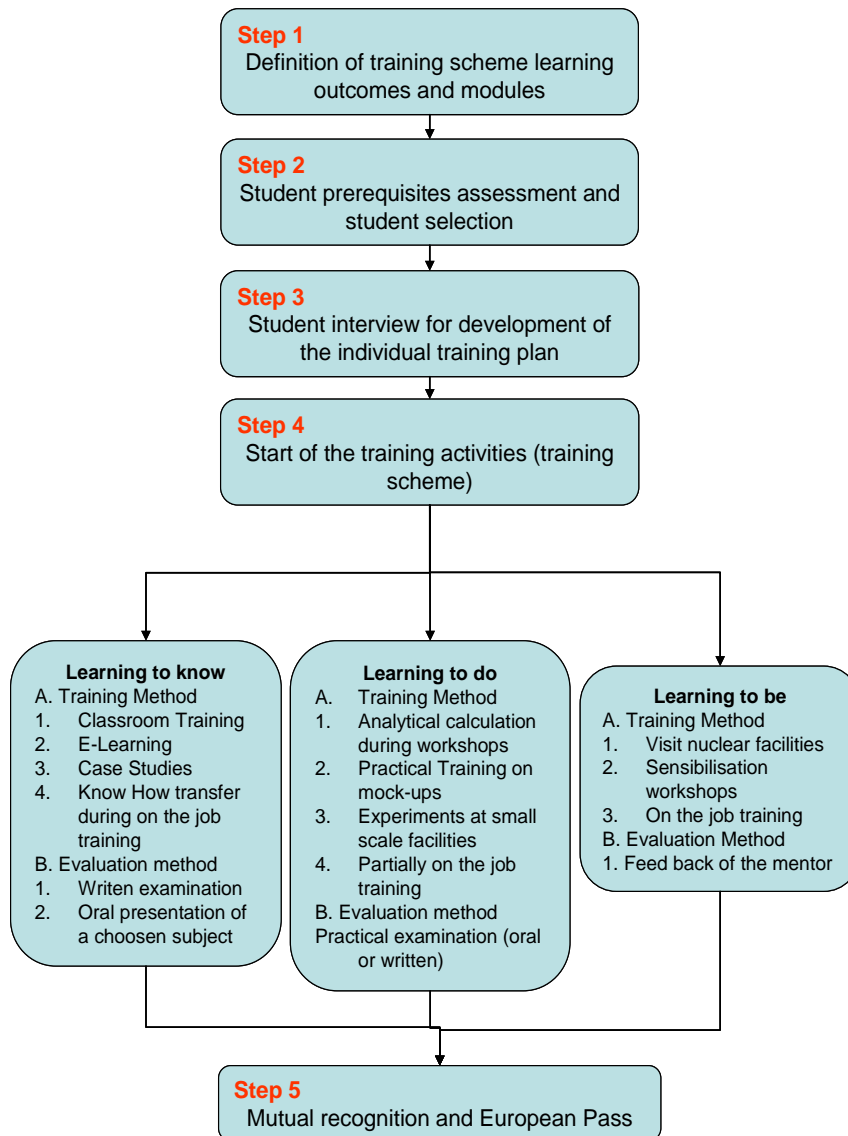 Step 1
Definition of training scheme learning
outcomes and modules
Step 2
Student prerequisites assessment and
student selection
Step 3
Student interview for development of
the individual training plan
Step 4
Start of the training activities (training
scheme)
Learning to know
A. Training Method
1. Classroom Training
2. E-Learning
3. Case Studies
4. Know How transfer
during on the job
training
B. Evaluation method
1. Writen examination
2. Oral presentation of
a choosen subject
Learning to do
A. Training Method
1. Analytical calculation
during workshops
2. Practical Training on
mock-ups
3. Experiments at small
scale facilities
4. Partially on the job
training
B. Evaluation method
Practical examination (oral
or written)
Learning to be
A. Training Method
1. Visit nuclear facilities
2. Sensibilisation
workshops
3. On the job training
B. Evaluation Method
1. Feed back of the mentor
Step 5
Mutual recognition and European Pass